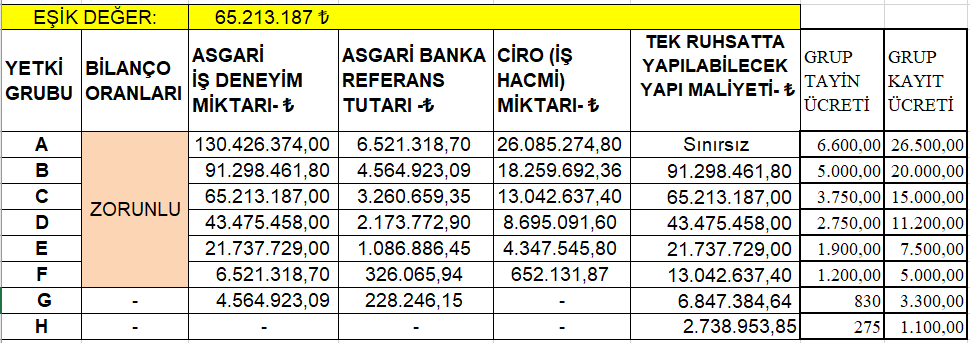 EŞİK DEĞER: 65.213.187 ₺
YETKİ GRUBU BİLANÇO ORANLARI ASGARİ İŞ DENEYİM MİKTARI- ₺ ASGARİ BANKA REFERANS TUTARI -₺ CİRO (İŞ HACMİ) MİKTARI- ₺ TEK RUHSATTA YAPILABİLECEK YAPI MALİYETİ- ₺ GRUP TAYİN ÜCRETİ GRUP KAYIT ÜCRETİ
A 130.426.374,00 6.521.318,70 26.085.274,80 Sınırsız 6.600,00 26.500,00
B 91.298.461,80 4.564.923,09 18.259.692,36 91.298.461,80 5.000,00 20.000,00
C 65.213.187,00 3.260.659,35 13.042.637,40 65.213.187,00 3.750,00 15.000,00
ZORUNLU
D 43.475.458,00 2.173.772,90 8.695.091,60 43.475.458,00 2.750,00 11.200,00
E 21.737.729,00 1.086.886,45 4.347.545,80 21.737.729,00 1.900,00 7.500,00
F 6.521.318,70 326.065,94 652.131,87 13.042.637,40 1.200,00 5.000,00
G - 4.564.923,09 228.246,15 - 6.847.384,64 830 3.300,00
H - - - - 2.738.953,85 275 1.100,00